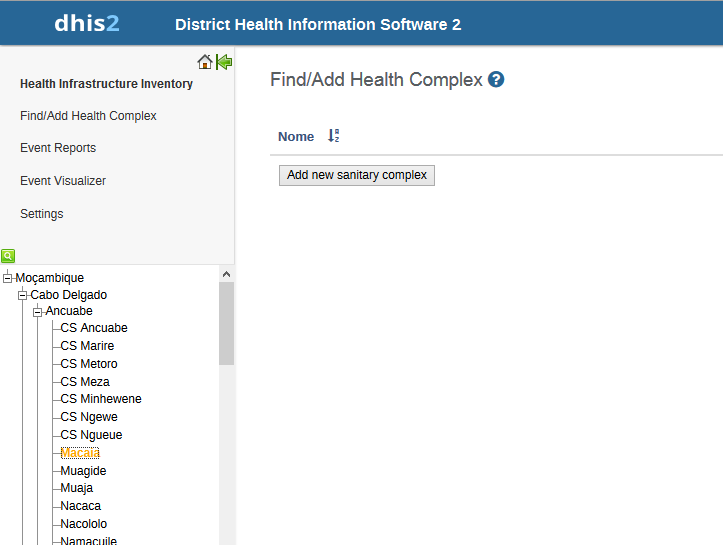 dhis2
District Health Information Software 2
Health Infrastructure Inventory
Find/Add Health Complex
Event Reports
Event Visualizer
Settings
Moçambique
Cabo Delgado
Ancuabe
CS Ancuabe
CS Marire
CS Metoro
CS Meza
CS Minhewene
CS Ngewe
CS Ngueue
Macaia
Muagide
Muaja
Nacaca
Nacololo
Namacuile
Find/Add Health Complex ?
Nome
Add new sanitary complex